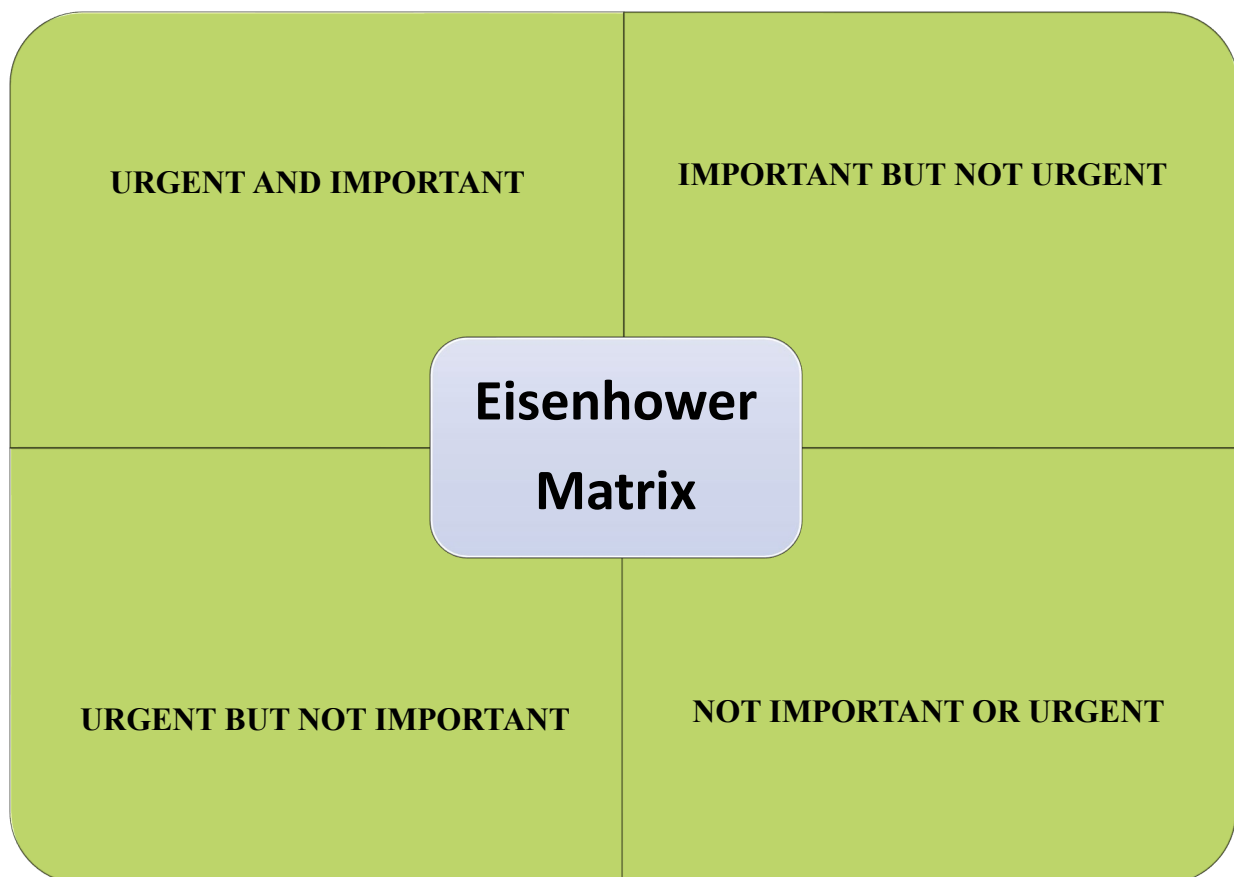 URGENT AND IMPORTANT
IMPORTANT BUT NOT URGENT
Eisenhower
Matrix
URGENT BUT NOT IMPORTANT
NOT IMPORTANT OR URGENT